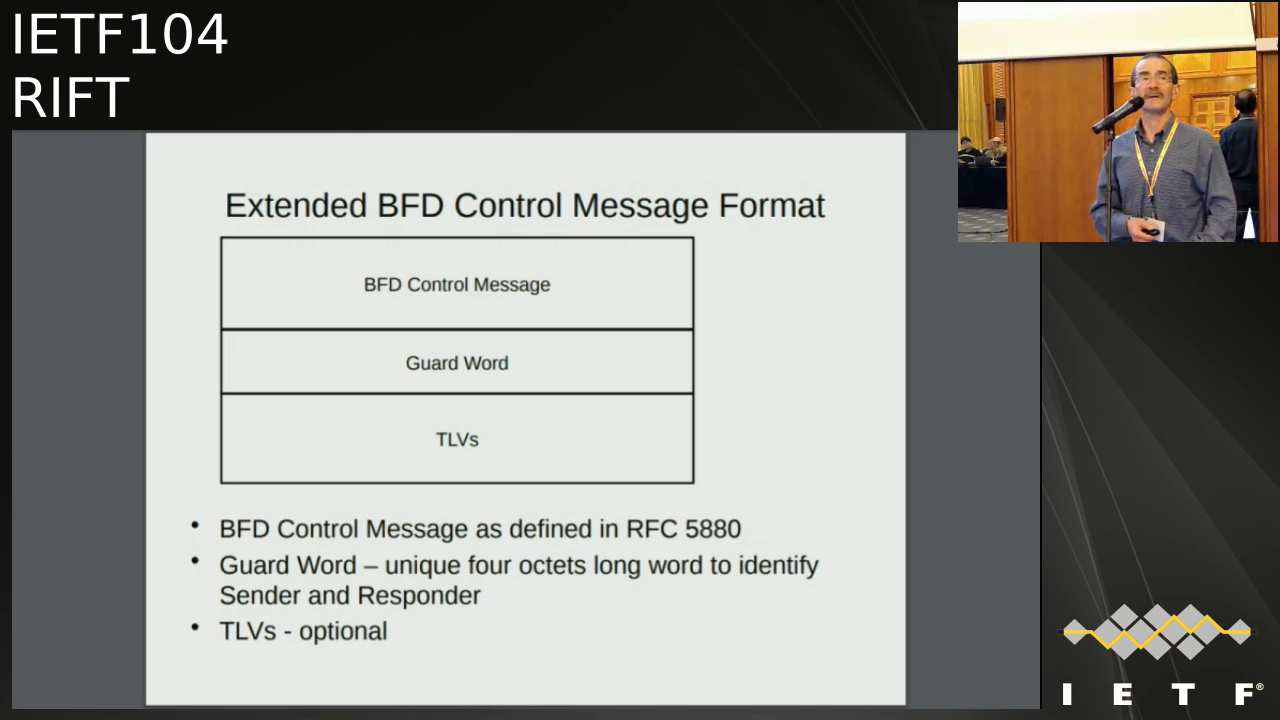 IETF104
RIFT
Extended BFD Control Message Format
BFD Control Message
Guard Word
TLVs
• BFD Control Message as defined in RFC 5880
• Guard Word – unique four octets long word to identify
Sender and Responder
• TLVs - optional
I E T F®